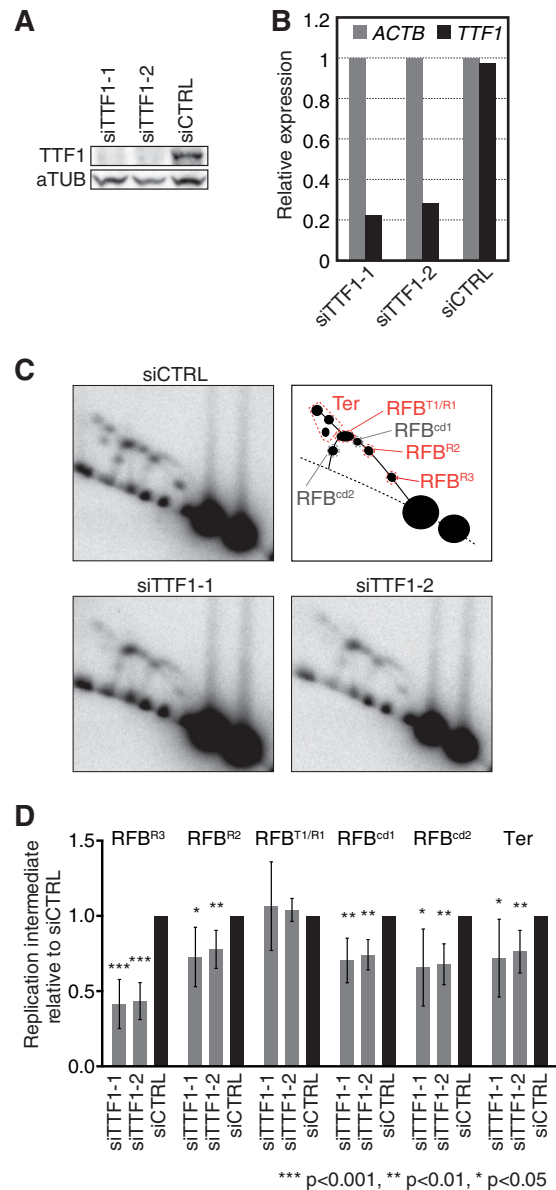 A
siTTF1-1
siTTF1-2
siCTRL
TTF1
aTUB
B
ACTB TTF1
Relative expression
1.2
1
0.8
0.6
0.4
0.2
0
siTTF1-1
siTTF1-2
siCTRL
C
siCTRL
Ter
RFBT1/R1
RFBcd1
RFBR2
RFBR3
RFBcd2
siTTF1-1
siTTF1-2
D
RFBR3 RFBR2 RFBT1/R1 RFBcd1 RFBcd2 Ter
Replication intermediate
relative to siCTRL
1.5
1.0
0.5
0.0
*** *** * ** ** ** * ** * **
siTTF1-1 siTTF1-2 siCTRL siTTF1-1 siTTF1-2 siCTRL siTTF1-1 siTTF1-2 siCTRL siTTF1-1 siTTF1-2 siCTRL siTTF1-1 siTTF1-2 siCTRL siTTF1-1 siTTF1-2 siCTRL
*** p<0.001, ** p<0.01, * p<0.05